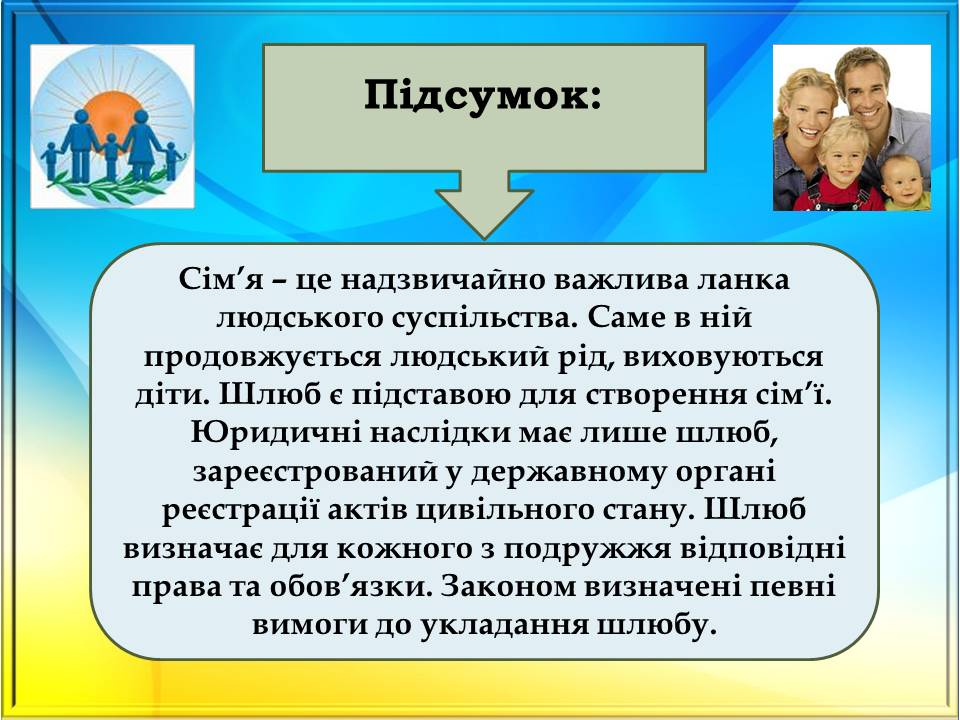 Підсумок:
Сім’я – це надзвичайно важлива ланка
людського суспільства. Саме в ній
продовжується людський рід, виховуються
діти. Шлюб є підставою для створення сім’ї.
Юридичні наслідки має лише шлюб,
зареєстрований у державному органі
реєстрації актів цивільного стану. Шлюб
визначає для кожного з подружжя відповідні
права та обов’язки. Законом визначені певні
вимоги до укладання шлюбу.